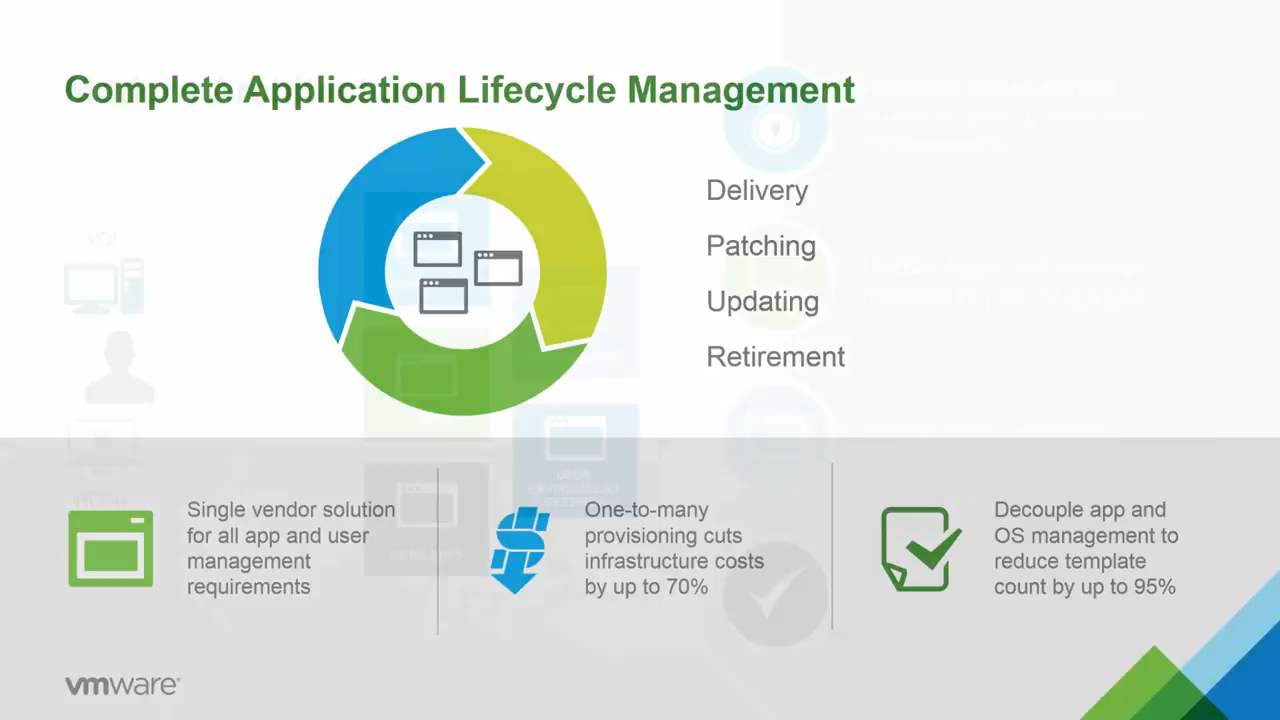 Complete Application Lifecycle Management
Delivery
Patching
Updating
Retirement
VDI
Single vendor solution
for all app and user
management
requirements
One-to-many
provisioning cuts
infrastructure costs
by up to 70%
Decouple app and
OS management to
reduce template
count by up to 95%
vmware